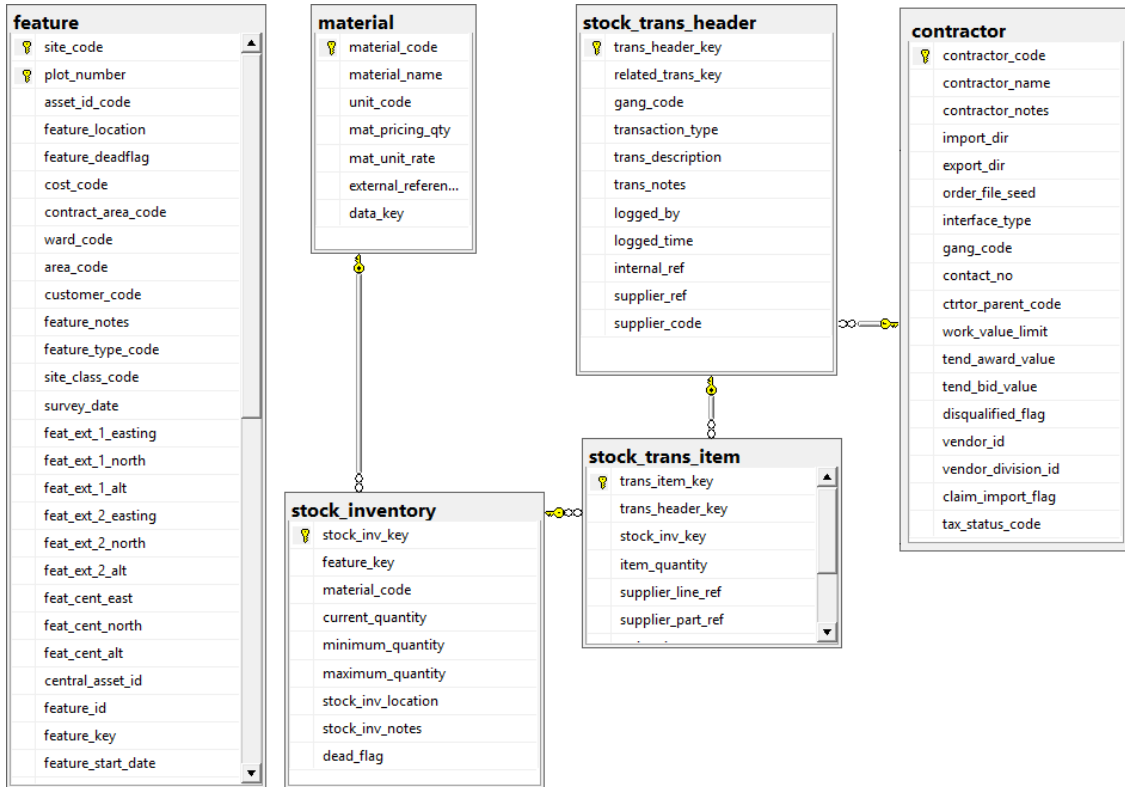 feature
site_code
plot_number
asset_id_code
feature_location
feature_deadflag
cost_code
contract_area_code
ward_code
area_code
customer_code
feature_notes
feature_type_code
site_class_code
survey_date
feat_ext_1_easting
feat_ext_1_north
feat_ext_1_alt
feat_ext_2_easting
feat_ext_2_north
feat_ext_2_alt
feat_cent_east
feat_cent_north
feat_cent_alt
central_asset_id
feature_id
feature_key
feature_start_date
material
material_code
material_name
unit_code
mat_pricing_qty
mat_unit_rate
external_referen...
data_key
stock_inventory
stock_inv_key
feature_key
material_code
current_quantity
minimum_quantity
maximum_quantity
stock_inv_location
stock_inv_notes
dead_flag
stock_trans_header
trans_header_key
related_trans_key
gang_code
transaction_type
trans_description
trans_notes
logged_by
logged_time
internal_ref
supplier_ref
supplier_code
stock_trans_item
trans_item_key
trans_header_key
stock_inv_key
item_quantity
supplier_line_ref
supplier_part_ref
contractor
contractor_code
contractor_name
contractor_notes
import_dir
export_dir
order_file_seed
interface_type
gang_code
contact_no
ctrtor_parent_code
work_value_limit
tend_award_value
tend_bid_value
disqualified_flag
vendor_id
vendor_division_id
claim_import_flag
tax_status_code